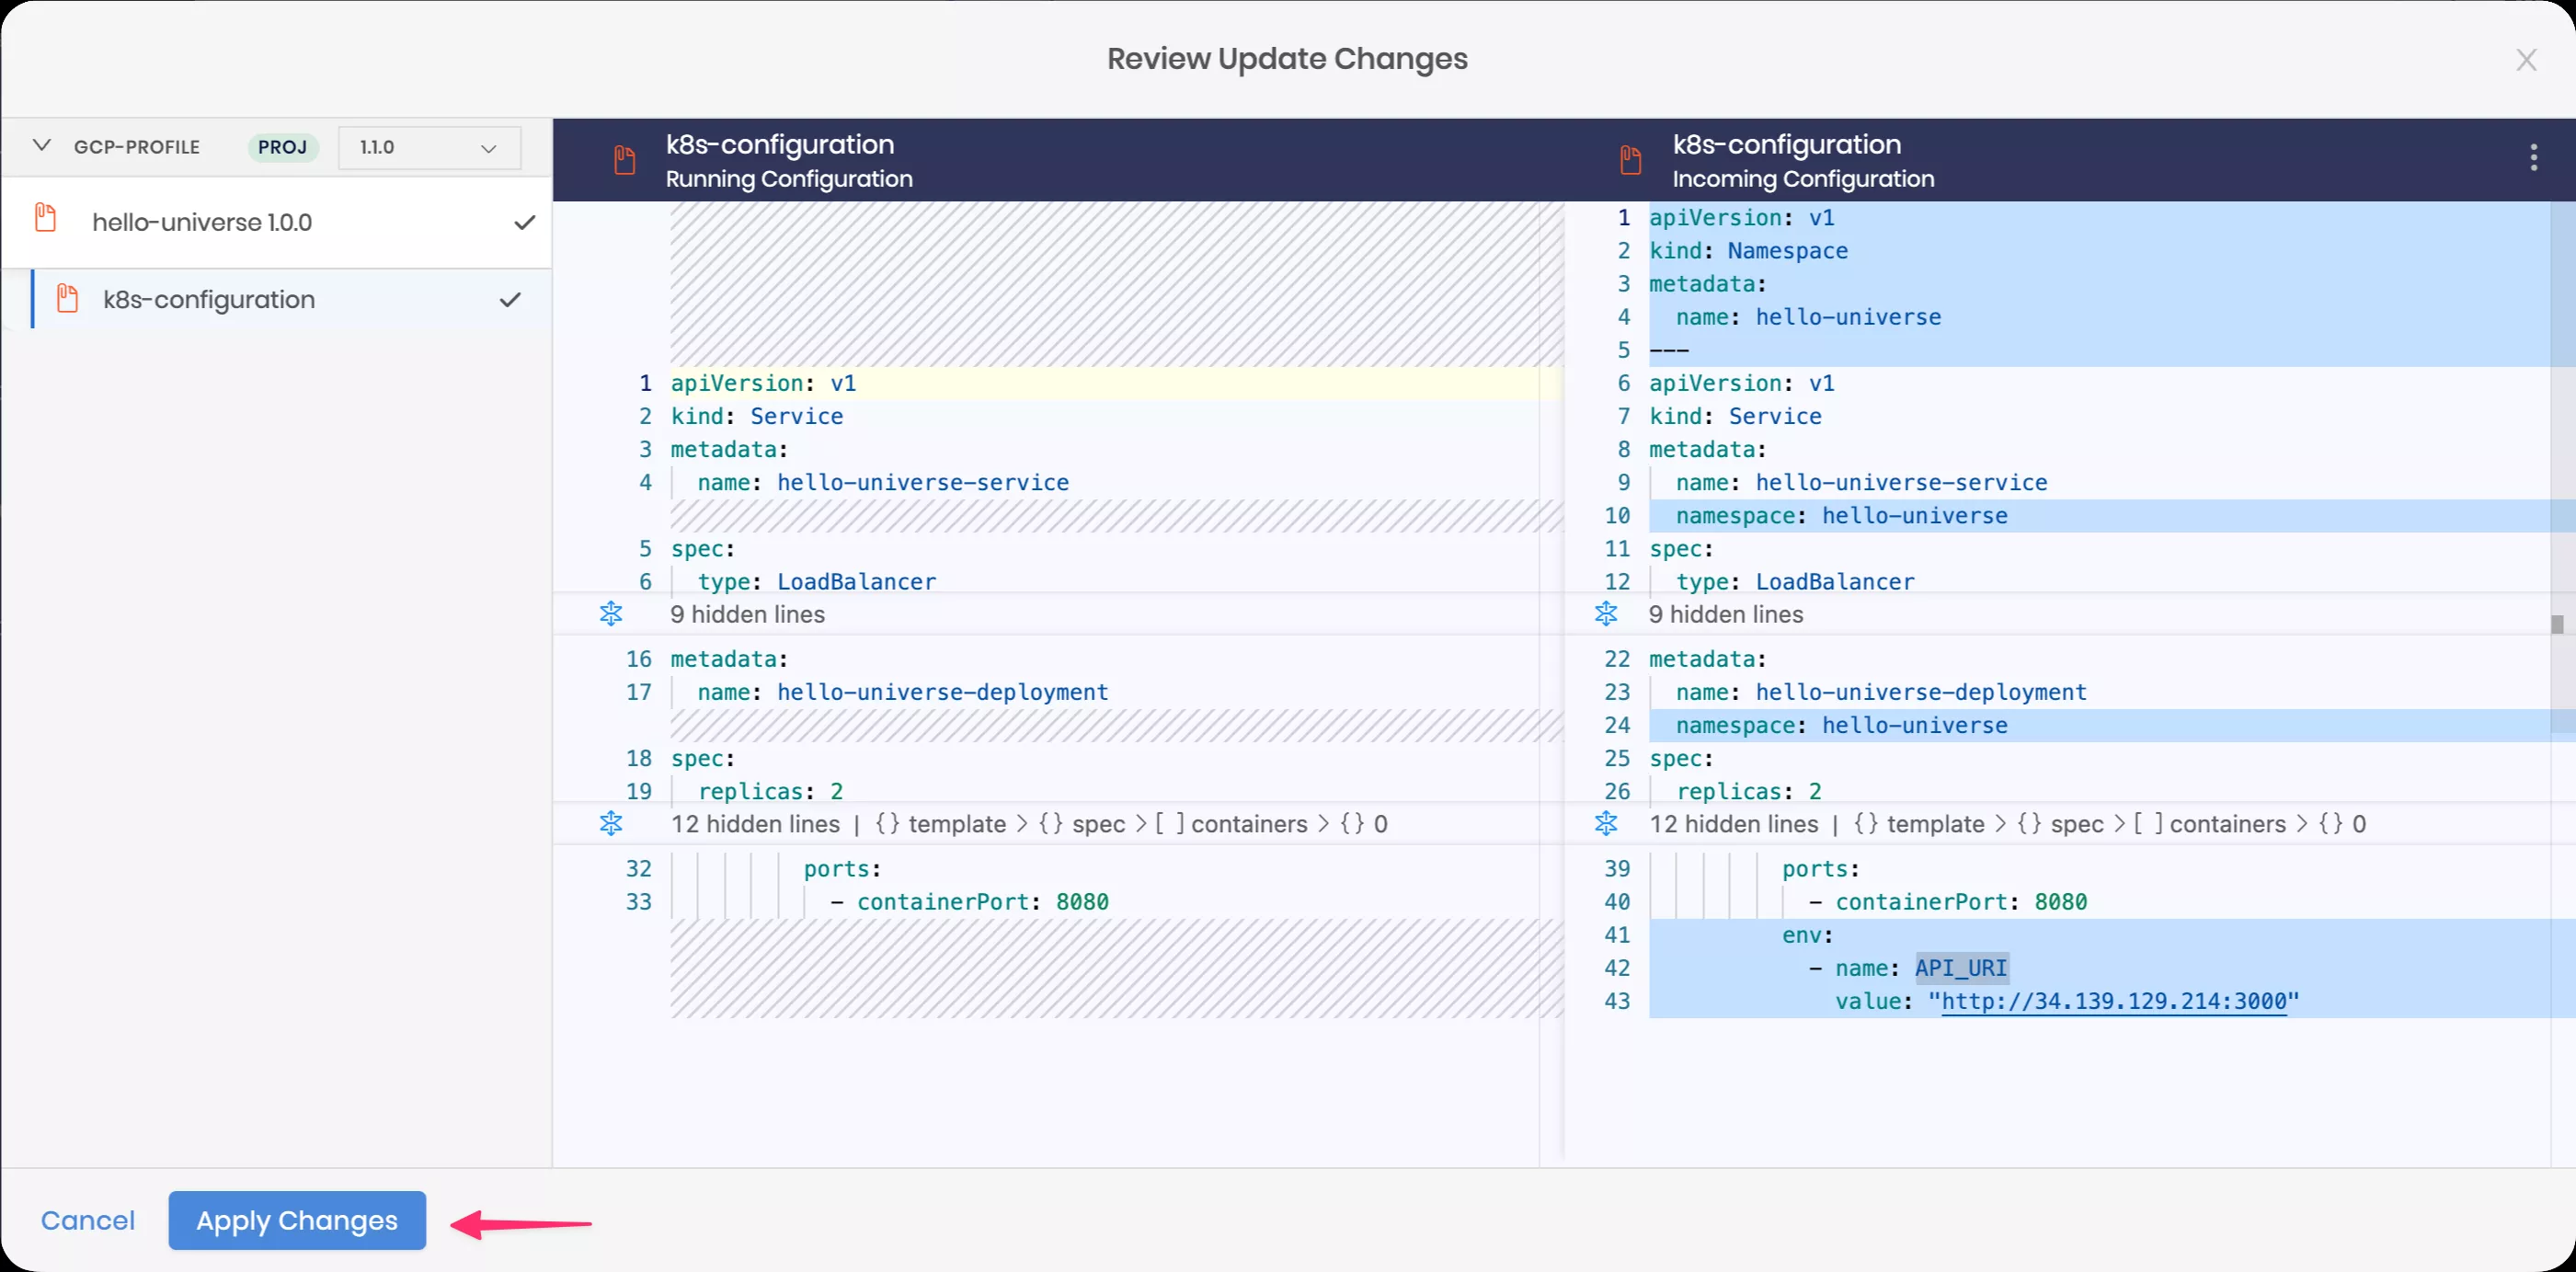 Review Update Changes
GCP-PROFILE PROJ 1.1.0
hello-universe 1.0.0
k8s-configuration
k8s-configuration
Running Configuration
1 apiVersion: v1
2 kind: Service
3 metadata:
4 name: hello-universe-service
5 spec:
6 type: LoadBalancer
9 hidden lines
16 metadata:
17 name: hello-universe-deployment
18 spec:
19 replicas: 2
12 hidden lines | {} template > {} spec > [ ] containers > {} 0
32 ports:
33 - containerPort: 8080
k8s-configuration
Incoming Configuration
1 apiVersion: v1
2 kind: Namespace
3 metadata:
4 name: hello-universe
5 ---
6 apiVersion: v1
7 kind: Service
8 metadata:
9 name: hello-universe-service
10 namespace: hello-universe
11 spec:
12 type: LoadBalancer
9 hidden lines
22 metadata:
23 name: hello-universe-deployment
24 namespace: hello-universe
25 spec:
26 replicas: 2
12 hidden lines | {} template > {} spec > [ ] containers > {} 0
39 ports:
40 - containerPort: 8080
41 env:
42 - name: API_URI
43 value: "http://34.139.129.214:3000"
Cancel
Apply Changes